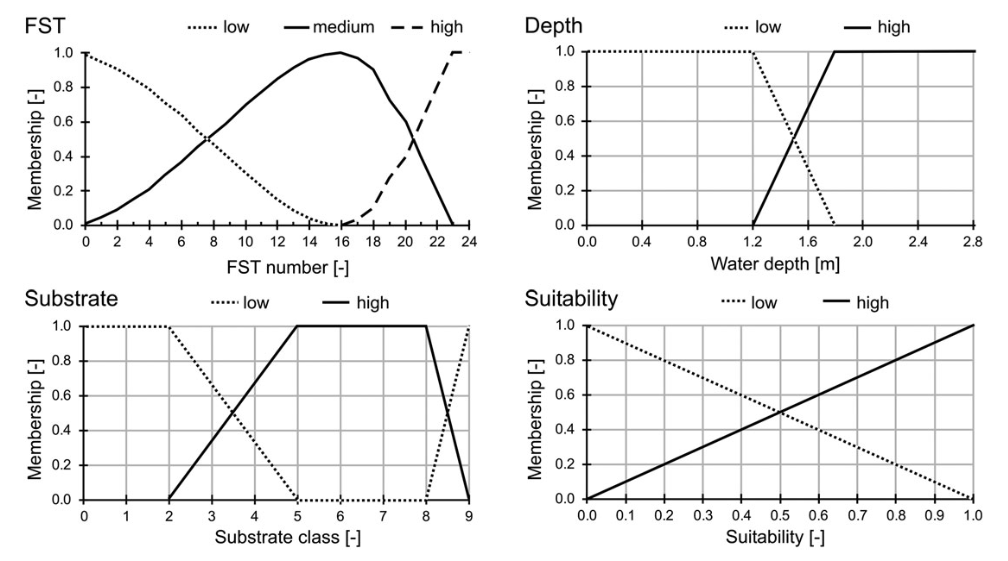 FST
low medium high
Membership [-]
1.0
0.8
0.6
0.4
0.2
0.0
0 2 4 6 8 10 12 14 16 18 20 22 24
FST number [-]
Depth
low high
Membership [-]
1.0
0.8
0.6
0.4
0.2
0.0
0.0 0.4 0.8 1.2 1.6 2.0 2.4 2.8
Water depth [m]
Substrate
low high
Membership [-]
1.0
0.8
0.6
0.4
0.2
0.0
0 1 2 3 4 5 6 7 8 9
Substrate class [-]
Suitability
low high
Membership [-]
1.0
0.8
0.6
0.4
0.2
0.0
0.0 0.1 0.2 0.3 0.4 0.5 0.6 0.7 0.8 0.9 1.0
Suitability [-]